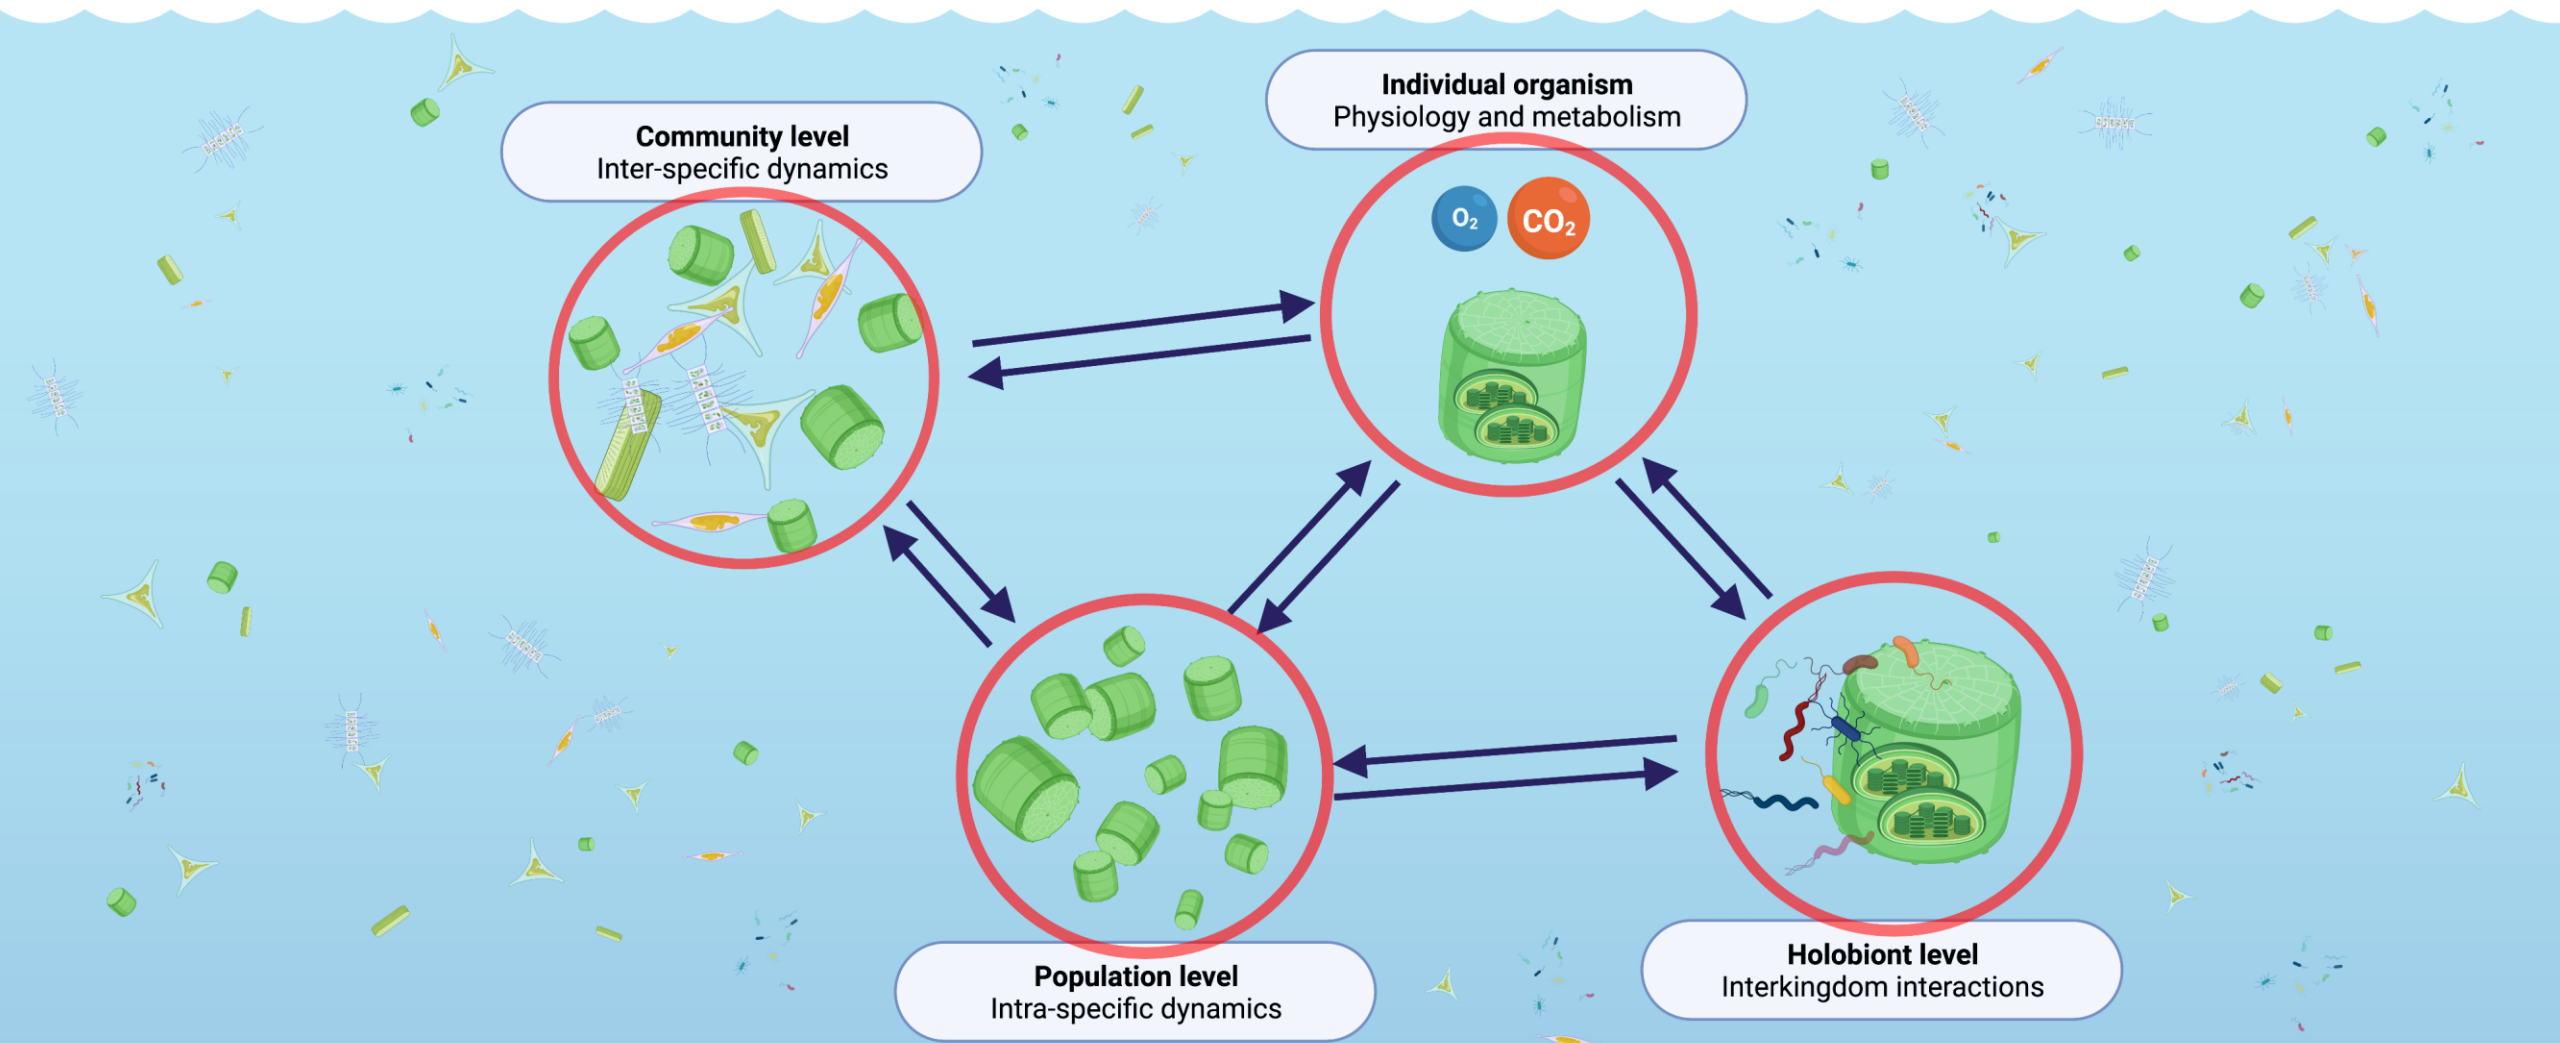 Community level
Inter-specific dynamics
Individual organism
Physiology and metabolism
O₂
CO₂
Population level
Intra-specific dynamics
Holobiont level
Interkingdom interactions